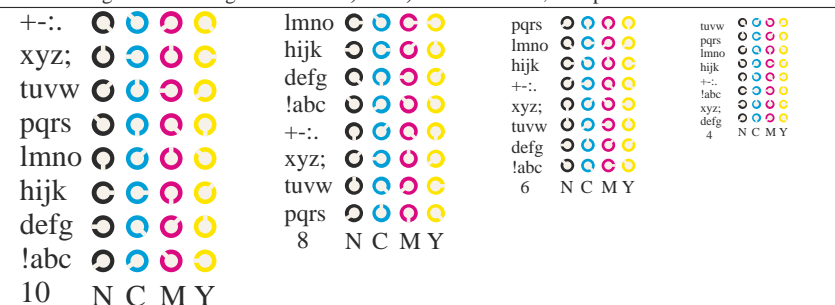 +-:.
xyz;
tuvw
pqrs
lmno
hijk
defg
!abc
10 N C M Y
lmno
hijk
defg
!abc
+-:.
xyz;
tuvw
pqrs
8 N C M Y
pqrs
lmno
hijk
+-:.
xyz;
tuvw
defg
!abc
6 N C M Y
tuvw
pqrs
lmno
hijk
+-:.
!abc
xyz;
defg
4 N C M Y